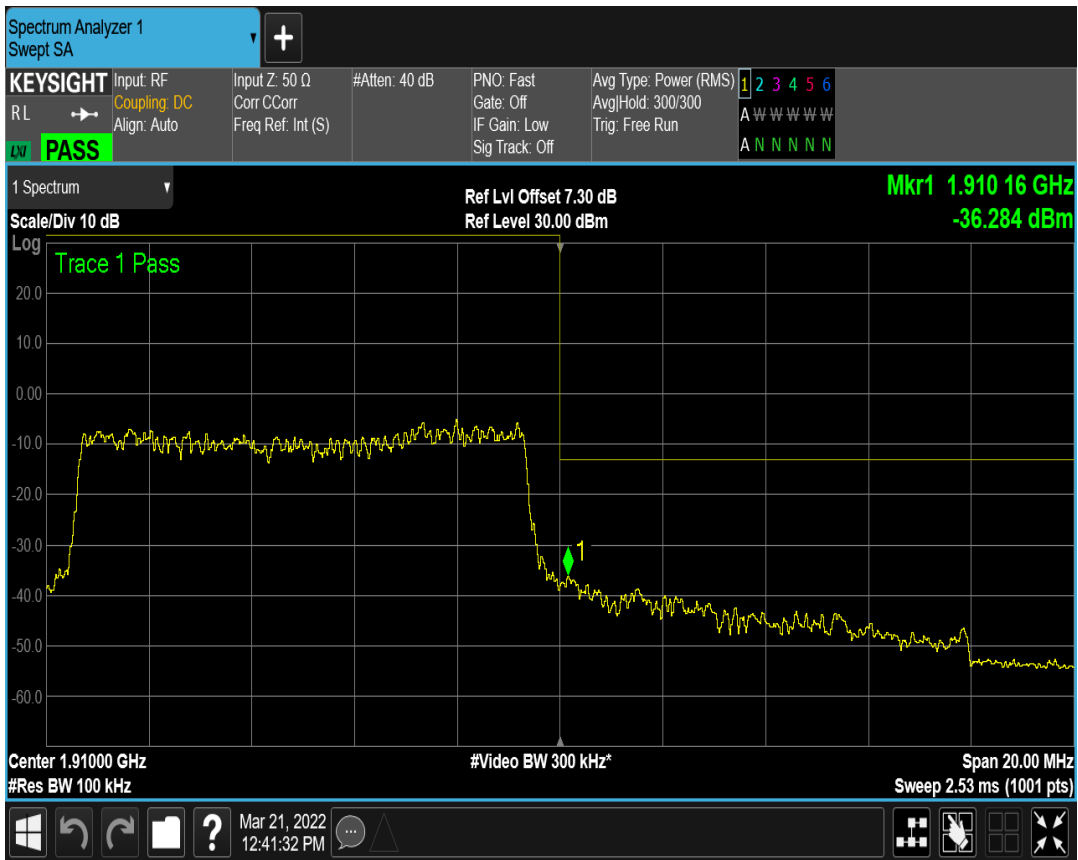 Spectrum Analyzer 1
Swept SA
+
KEYSIGHT
R L
LXI PASS
Input: RF
Coupling: DC
Align: Auto
Input Z: 50 Ω
Corr CCorr
Freq Ref: Int (S)
#Atten: 40 dB
PNO: Fast
Gate: Off
IF Gain: Low
Sig Track: Off
Avg Type: Power (RMS)
Avg|Hold: 300/300
Trig: Free Run
1 2 3 4 5 6
A W W W W W
A N N N N N
1 Spectrum
Scale/Div 10 dB
Ref Lvl Offset 7.30 dB
Ref Level 30.00 dBm
Mkr1 1.910 16 GHz
-36.284 dBm
Log
Trace 1 Pass
20.0
10.0
0.00
-10.0
-20.0
-30.0
-40.0
-50.0
-60.0
1
Center 1.91000 GHz
#Res BW 100 kHz
#Video BW 300 kHz*
Span 20.00 MHz
Sweep 2.53 ms (1001 pts)
?
Mar 21, 2022
12:41:32 PM